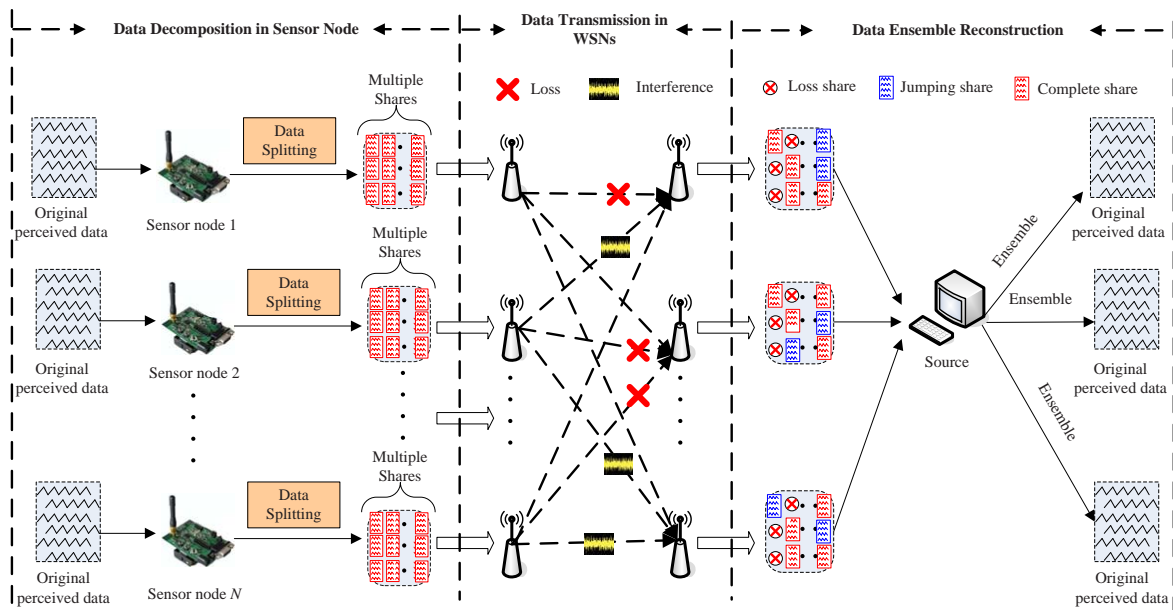 Data Decomposition in Sensor Node
Data Transmission in
WSNs
Data Ensemble Reconstruction
Multiple
Shares
Loss
Interference
Loss share
Jumping share
Complete share
Data
Splitting
Original
perceived data
Sensor node 1
Original
perceived data
Ensemble
Multiple
Shares
Data
Splitting
Original
perceived data
Sensor node 2
Source
Ensemble
Original
perceived data
Ensemble
Multiple
Shares
Data
Splitting
Original
perceived data
Sensor node N
Original
perceived data